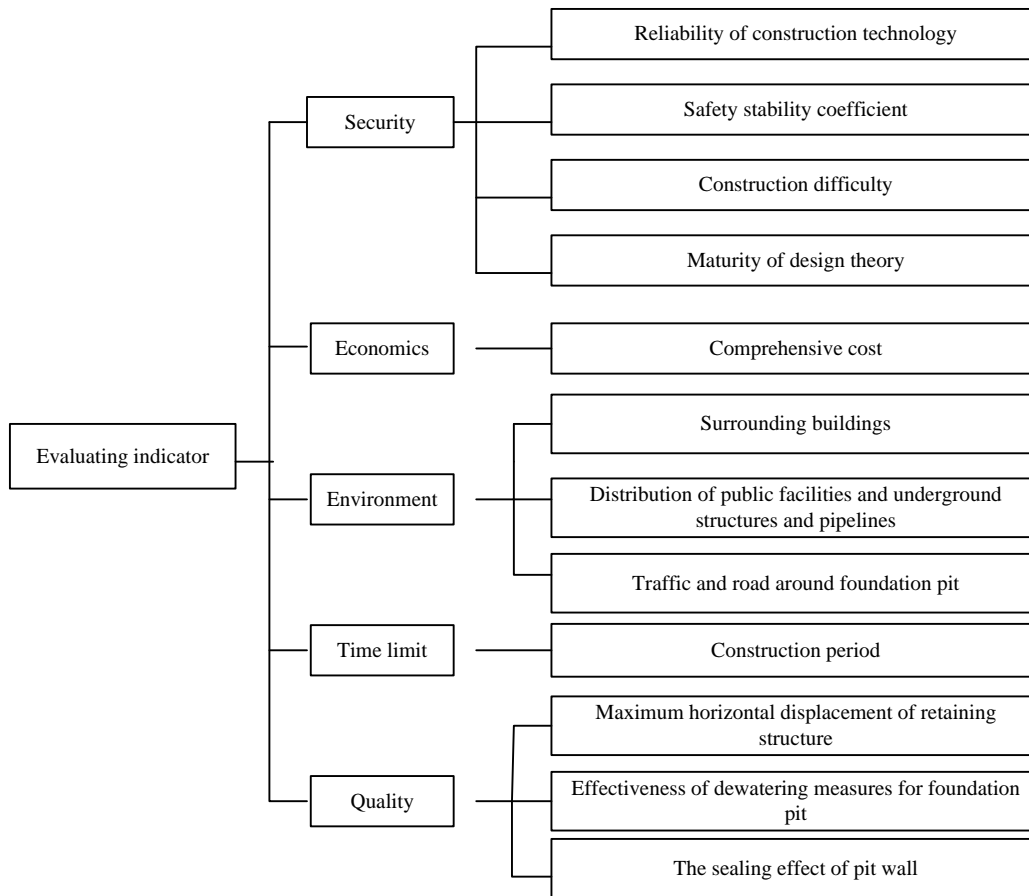 Evaluating indicator
Security
Reliability of construction technology
Safety stability coefficient
Construction difficulty
Maturity of design theory
Economics
Comprehensive cost
Environment
Surrounding buildings
Distribution of public facilities and underground
structures and pipelines
Traffic and road around foundation pit
Time limit
Construction period
Quality
Maximum horizontal displacement of retaining
structure
Effectiveness of dewatering measures for foundation
pit
The sealing effect of pit wall